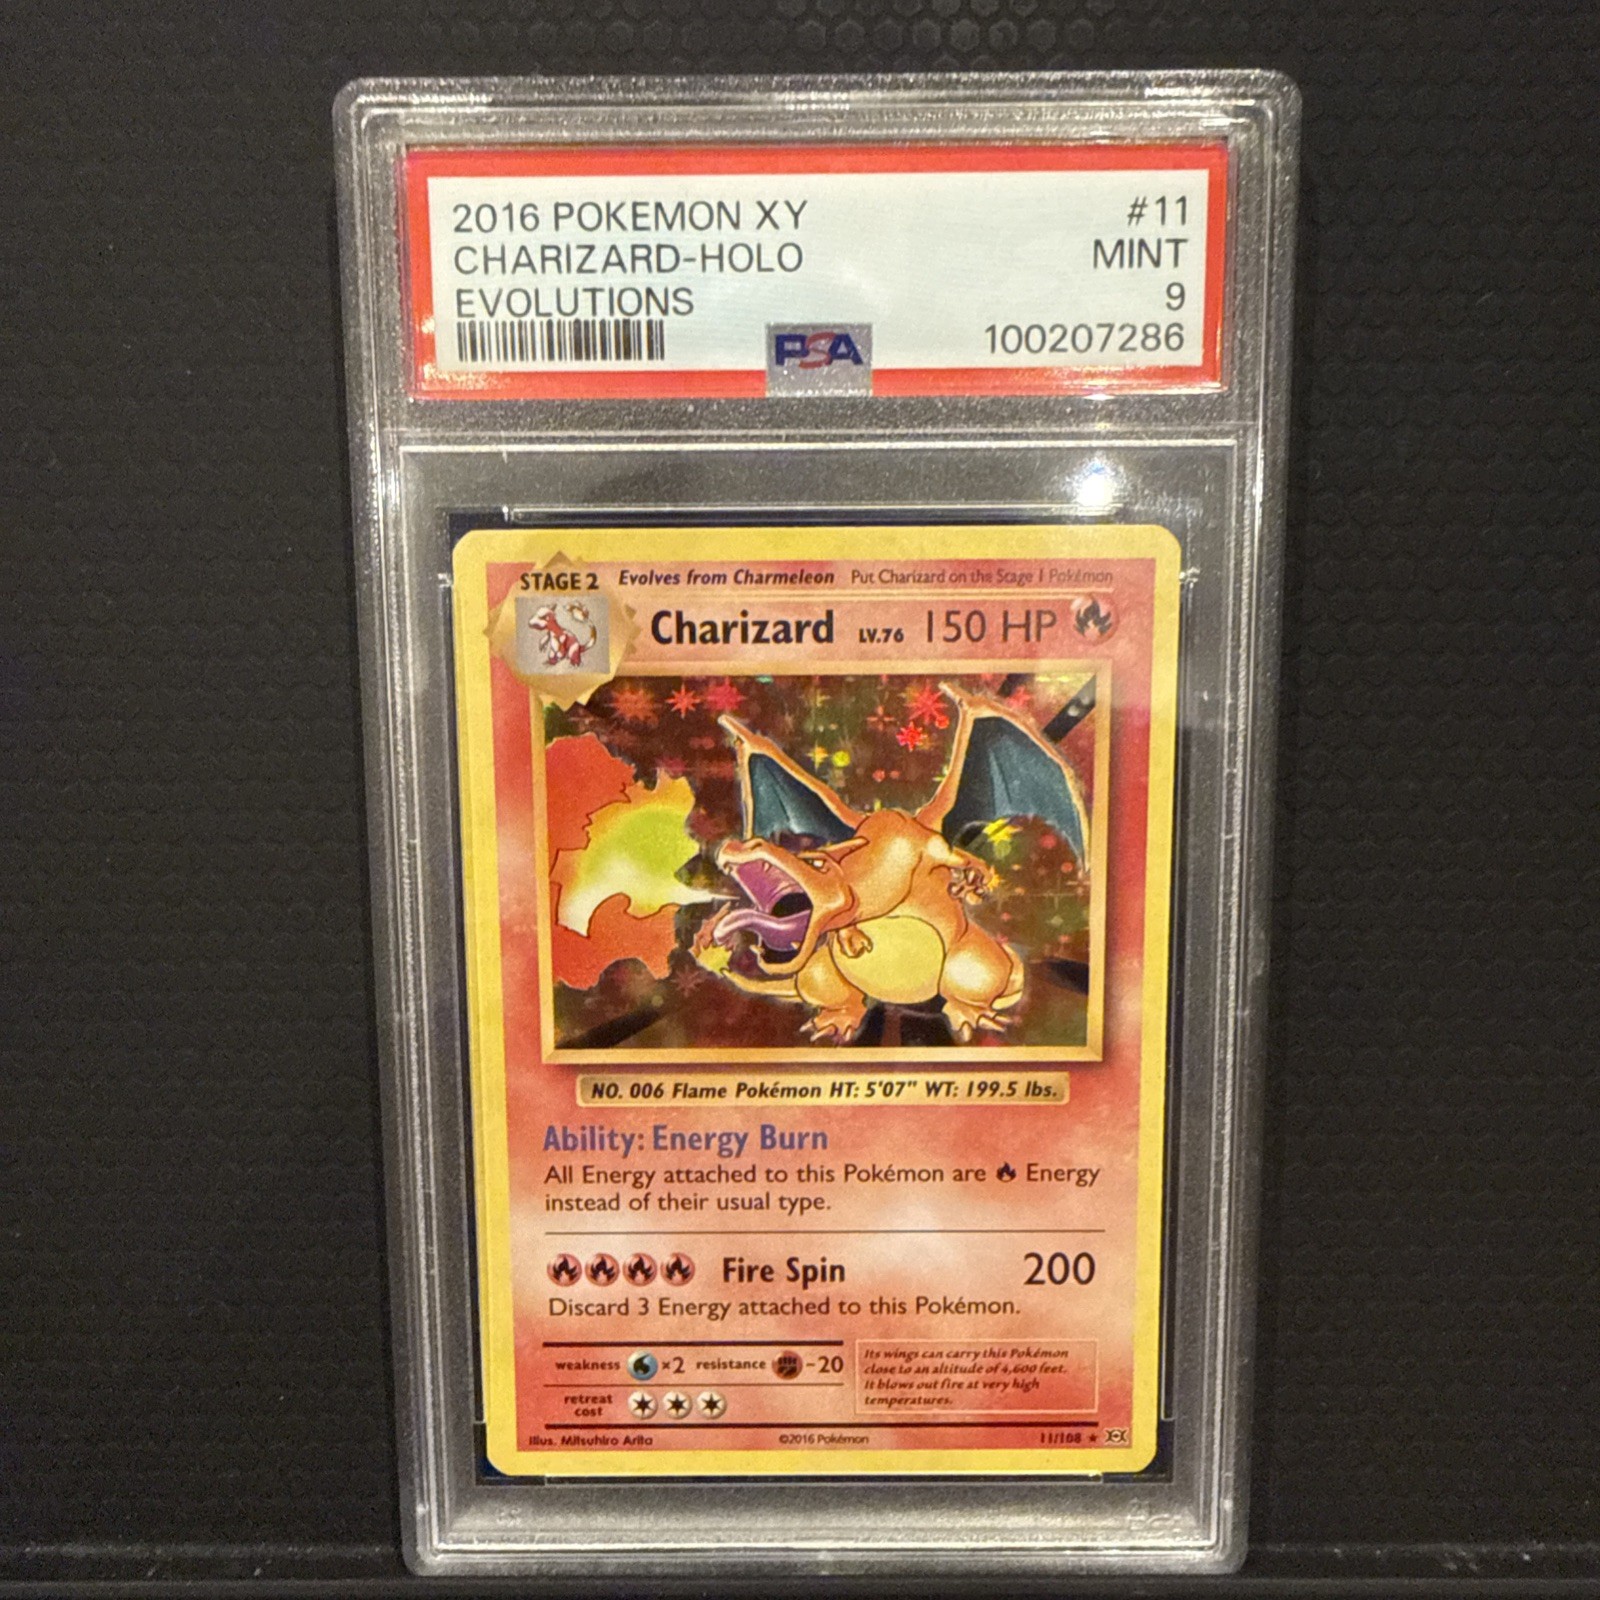 2016 POKEMON XY #11
CHARIZARD-HOLO MINT
EVOLUTIONS 9
PSA 100207286
STAGE 2 Evolves from Charmeleon Put Charizard on the Stage 1 Pokémon
Charizard LV.76 150 HP
NO. 006 Flame Pokémon HT: 5'07" WT: 199.5 lbs.
Ability: Energy Burn
All Energy attached to this Pokémon are Energy
instead of their usual type.
Fire Spin 200
Discard 3 Energy attached to this Pokémon.
weakness ×2 resistance -20
retreat
cost
Its wings can carry this Pokémon
close to an altitude of 4,600 feet.
It blows out fire at very high
temperatures.
Illus. Mitsuhiro Arita ©2016 Pokémon 11/108 ★